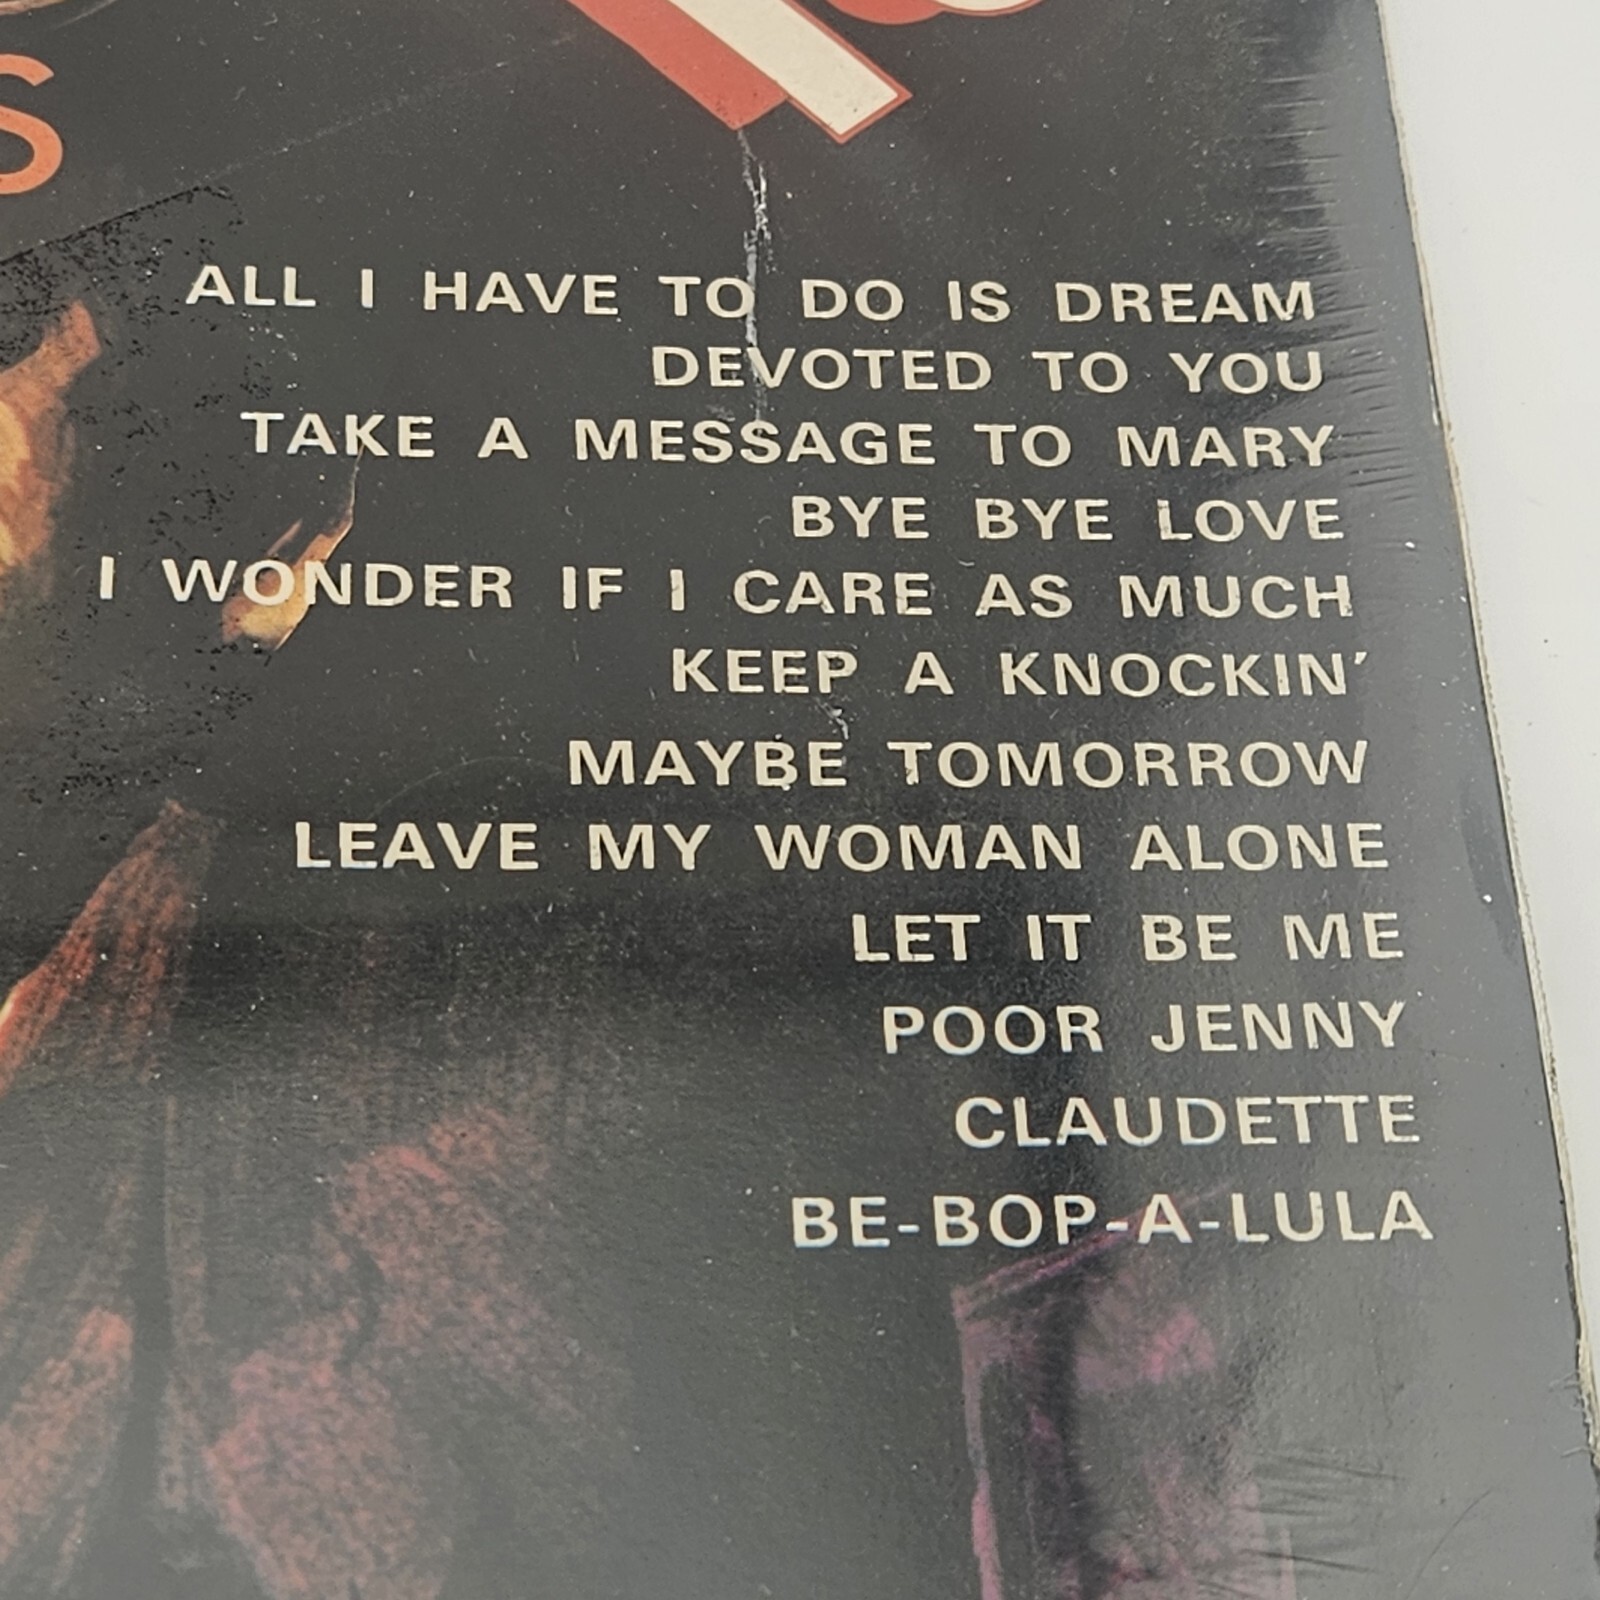 S
ALL I HAVE TO DO IS DREAM
DEVOTED TO YOU
TAKE A MESSAGE TO MARY
BYE BYE LOVE
I WONDER IF I CARE AS MUCH
KEEP A KNOCKIN'
MAYBE TOMORROW
LEAVE MY WOMAN ALONE
LET IT BE ME
POOR JENNY
CLAUDETTE
BE-BOP-A-LULA